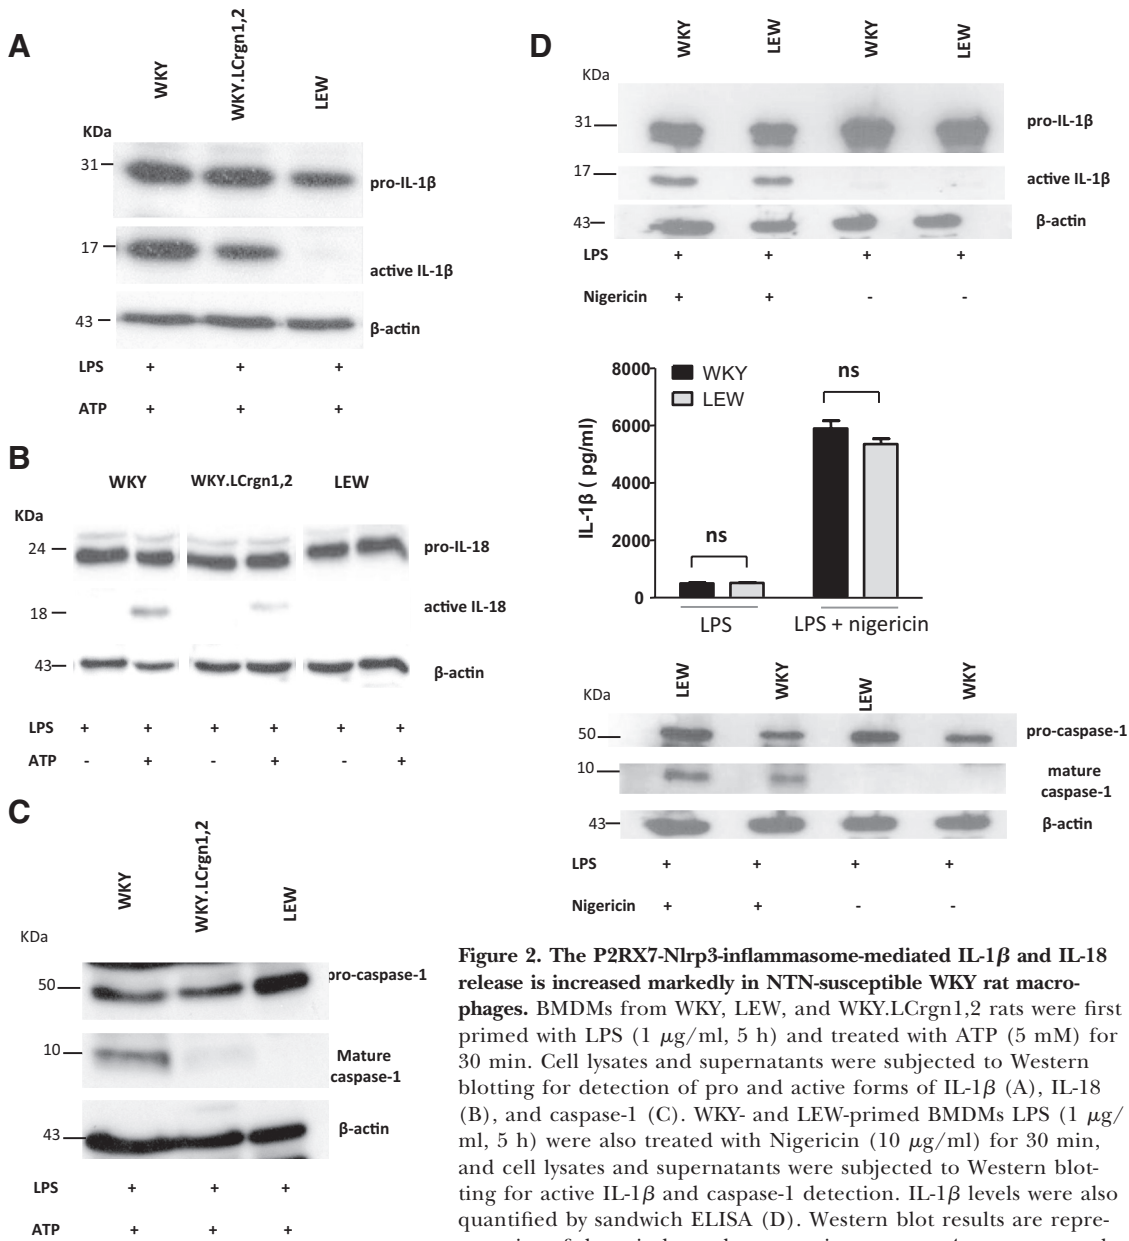 A
WKY
WKY.LCrgn1,2
LEW
KDa
31
pro-IL-1β
17
active IL-1β
43
β-actin
LPS + + +
ATP + + +
B
WKY WKY.LCrgn1,2 LEW
KDa
24
pro-IL-18
active IL-18
18
43
β-actin
LPS + + + + + +
ATP - + - + - +
C
WKY
WKY.LCrgn1,2
LEW
KDa
50
pro-caspase-1
10
Mature
caspase-1
43
β-actin
LPS + + +
ATP + + +
D
WKY LEW WKY LEW
KDa
31
pro-IL-1β
17
active IL-1β
43
β-actin
LPS + + + +
Nigericin + + - -
8000
6000
4000
2000
0
IL-1β ( pg/ml)
WKY
LEW
ns
ns
LPS
LPS + nigericin
LEW WKY LEW WKY
KDa
50
pro-caspase-1
10
mature
caspase-1
43
β-actin
LPS + + + +
Nigericin + + - -
Figure 2. The P2RX7-Nlrp3-inflammasome-mediated IL-1β and IL-18
release is increased markedly in NTN-susceptible WKY rat macro-
phages. BMDMs from WKY, LEW, and WKY.LCrgn1,2 rats were first
primed with LPS (1 μg/ml, 5 h) and treated with ATP (5 mM) for
30 min. Cell lysates and supernatants were subjected to Western
blotting for detection of pro and active forms of IL-1β (A), IL-18
(B), and caspase-1 (C). WKY- and LEW-primed BMDMs LPS (1 μg/
ml, 5 h) were also treated with Nigericin (10 μg/ml) for 30 min,
and cell lysates and supernatants were subjected to Western blot-
ting for active IL-1β and caspase-1 detection. IL-1β levels were also
quantified by sandwich ELISA (D). Western blot results are repre-